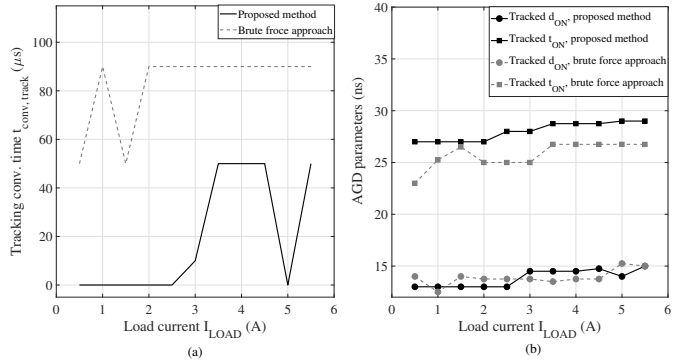 Proposed method
Brute froce approach
100
80
60
40
20
0
Tracking conv. time t_conv,track (μs)
0 1 2 3 4 5 6
Load current I_LOAD (A)
(a)
Tracked d_ON, proposed method
Tracked t_ON, proposed method
Tracked d_ON, brute force approach
Tracked t_ON, brute force approach
40
35
30
25
20
15
AGD parameters (ns)
0 1 2 3 4 5 6
Load current I_LOAD (A)
(b)